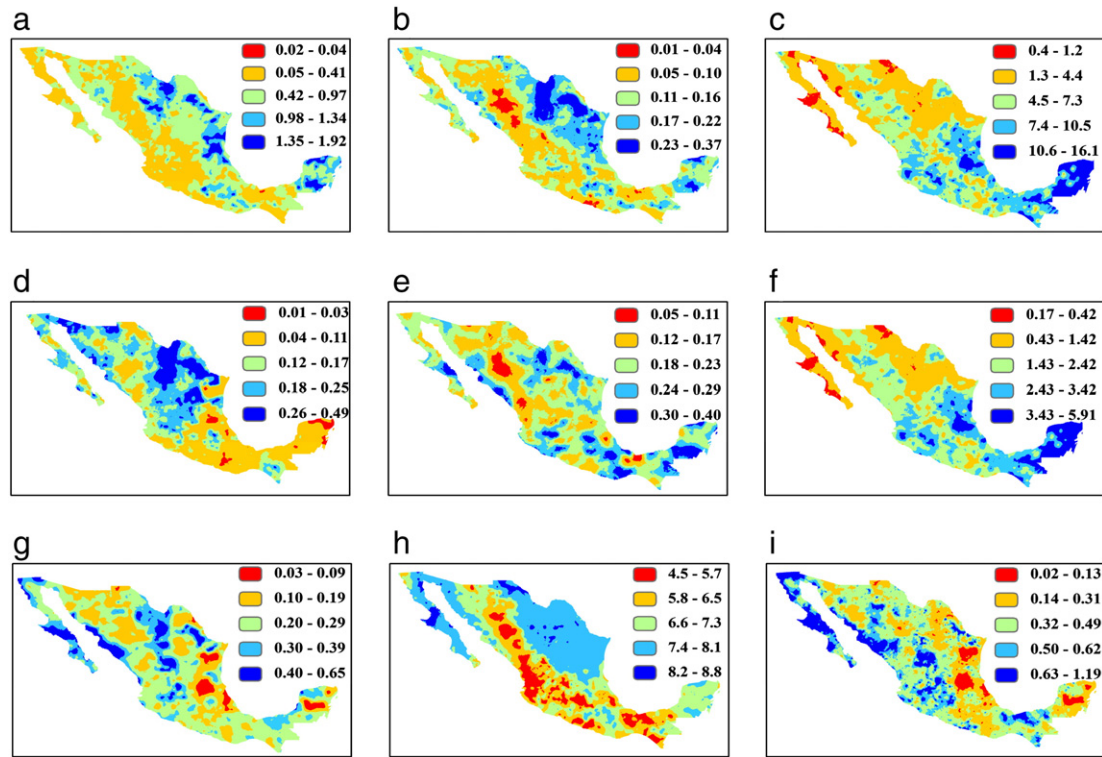 a
0.02 - 0.04
0.05 - 0.41
0.42 - 0.97
0.98 - 1.34
1.35 - 1.92
b
0.01 - 0.04
0.05 - 0.10
0.11 - 0.16
0.17 - 0.22
0.23 - 0.37
c
0.4 - 1.2
1.3 - 4.4
4.5 - 7.3
7.4 - 10.5
10.6 - 16.1
d
0.01 - 0.03
0.04 - 0.11
0.12 - 0.17
0.18 - 0.25
0.26 - 0.49
e
0.05 - 0.11
0.12 - 0.17
0.18 - 0.23
0.24 - 0.29
0.30 - 0.40
f
0.17 - 0.42
0.43 - 1.42
1.43 - 2.42
2.43 - 3.42
3.43 - 5.91
g
0.03 - 0.09
0.10 - 0.19
0.20 - 0.29
0.30 - 0.39
0.40 - 0.65
h
4.5 - 5.7
5.8 - 6.5
6.6 - 7.3
7.4 - 8.1
8.2 - 8.8
i
0.02 - 0.13
0.14 - 0.31
0.32 - 0.49
0.50 - 0.62
0.63 - 1.19